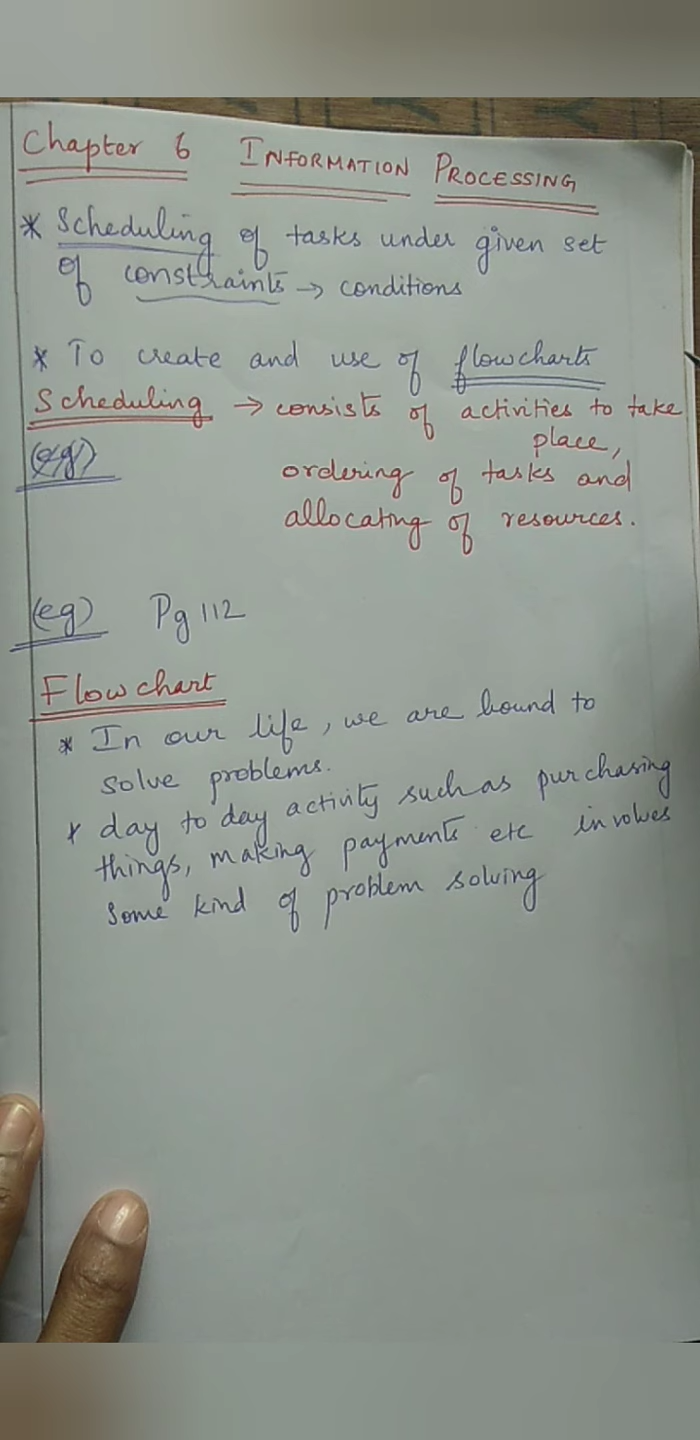 Chapter 6 INFORMATION PROCESSING
* Scheduling of tasks under given set
of constraints → conditions
* To create and use of flowcharts
Scheduling → consists of activities to take
place,
(eg)
ordering of tasks and
allocating of resources.
(eg) Pg 112
Flowchart
* In our life, we are bound to
solve problems.
* day to day activity such as purchasing
things, making payments etc involves
some kind of problem solving